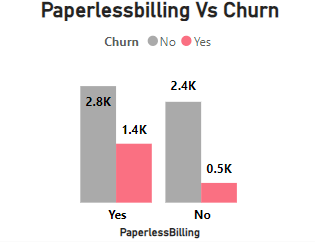 Paperlessbilling Vs Churn
Churn No Yes
2.8K 1.4K 2.4K 0.5K
Yes No
PaperlessBilling